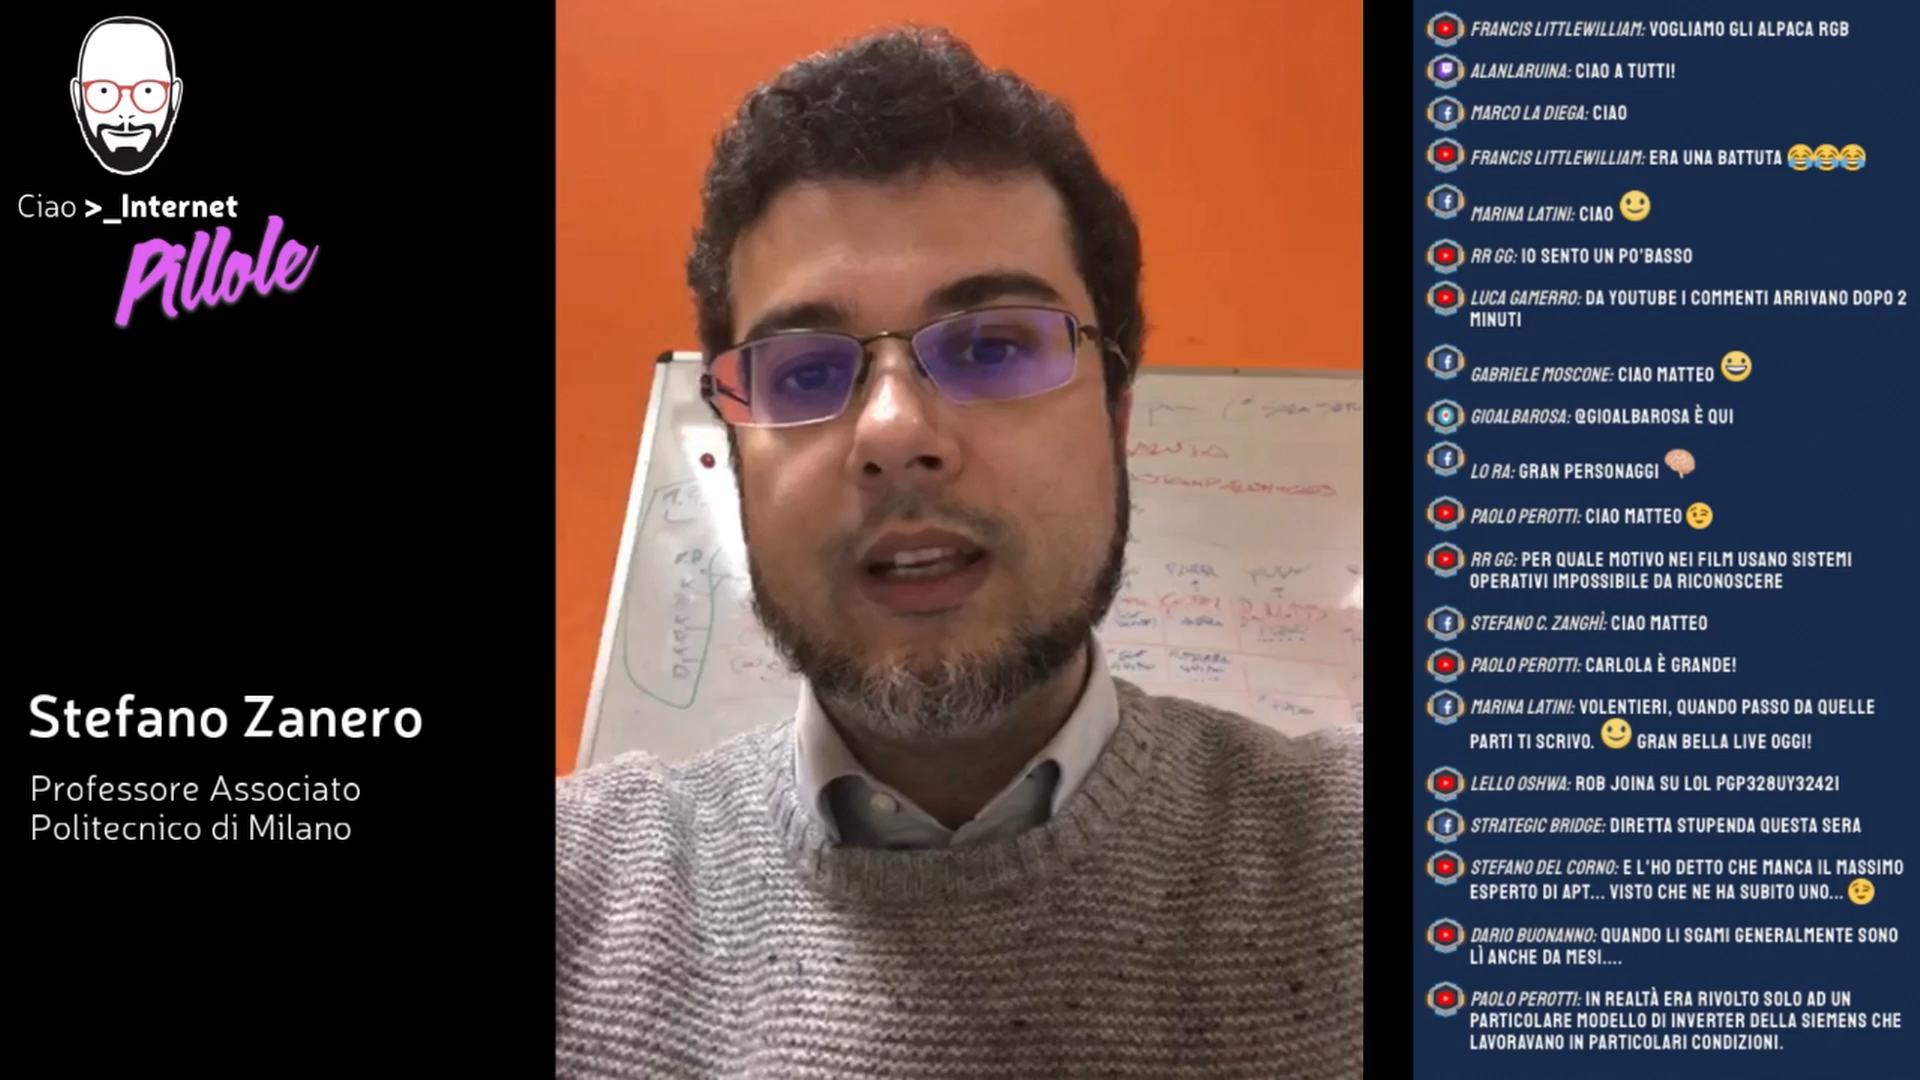 Ciao >_Internet
Pillole
Stefano Zanero
Professore Associato
Politecnico di Milano
FRANCIS LITTLEWILLIAM: VOGLIAMO GLI ALPACA RGB
ALANLARUINA: CIAO A TUTTI!
MARCO LA DIEGA: CIAO
FRANCIS LITTLEWILLIAM: ERA UNA BATTUTA 😂😂😂
MARINA LATINI: CIAO 🙂
RR GG: IO SENTO UN PO'BASSO
LUCA GAMERRO: DA YOUTUBE I COMMENTI ARRIVANO DOPO 2
MINUTI
GABRIELE MOSCONE: CIAO MATTEO 😀
GIOALBAROSA: @GIOALBAROSA È QUI
LO RA: GRAN PERSONAGGI 🧠
PAOLO PEROTTI: CIAO MATTEO 😉
RR GG: PER QUALE MOTIVO NEI FILM USANO SISTEMI
OPERATIVI IMPOSSIBILE DA RICONOSCERE
STEFANO C. ZANGHÌ: CIAO MATTEO
PAOLO PEROTTI: CARLOLA È GRANDE!
MARINA LATINI: VOLENTIERI, QUANDO PASSO DA QUELLE
PARTI TI SCRIVO. 🙂 GRAN BELLA LIVE OGGI!
LELLO OSHWA: ROB JOINA SU LOL PGP328UY3242I
STRATEGIC BRIDGE: DIRETTA STUPENDA QUESTA SERA
STEFANO DEL CORNO: E L'HO DETTO CHE MANCA IL MASSIMO
ESPERTO DI APT... VISTO CHE NE HA SUBITO UNO... 😉
DARIO BUONANNO: QUANDO LI SGAMI GENERALMENTE SONO
LÌ ANCHE DA MESI....
PAOLO PEROTTI: IN REALTÀ ERA RIVOLTO SOLO AD UN
PARTICOLARE MODELLO DI INVERTER DELLA SIEMENS CHE
LAVORAVANO IN PARTICOLARI CONDIZIONI.